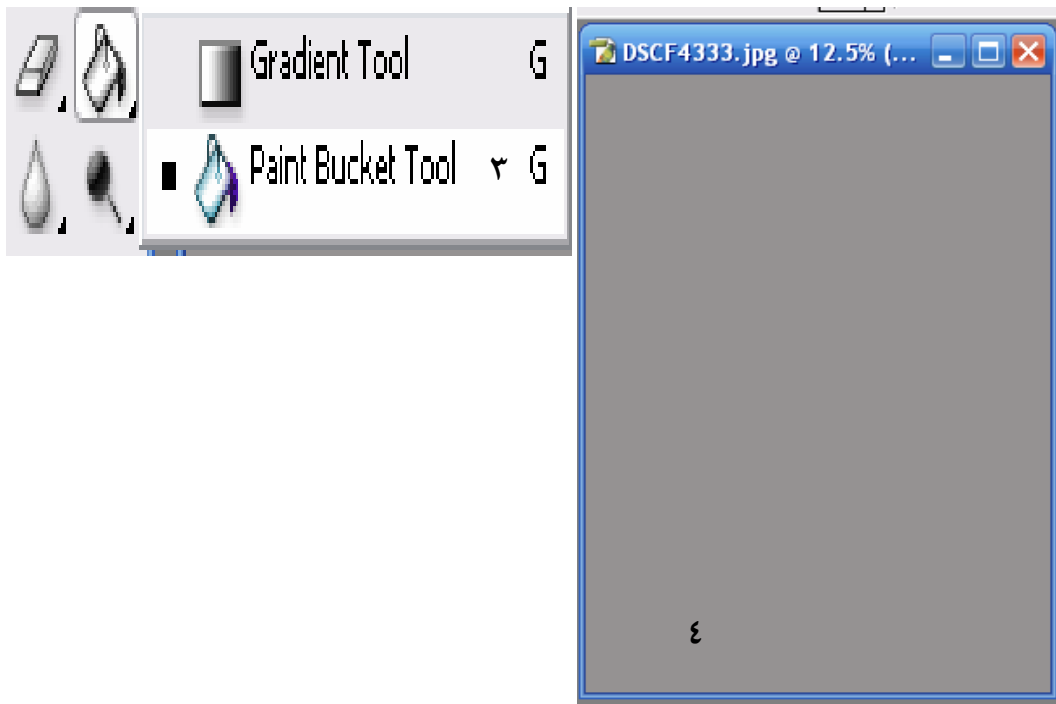 Gradient Tool G
Paint Bucket Tool ٣ G
DSCF4333.jpg @ 12.5% (...
٤